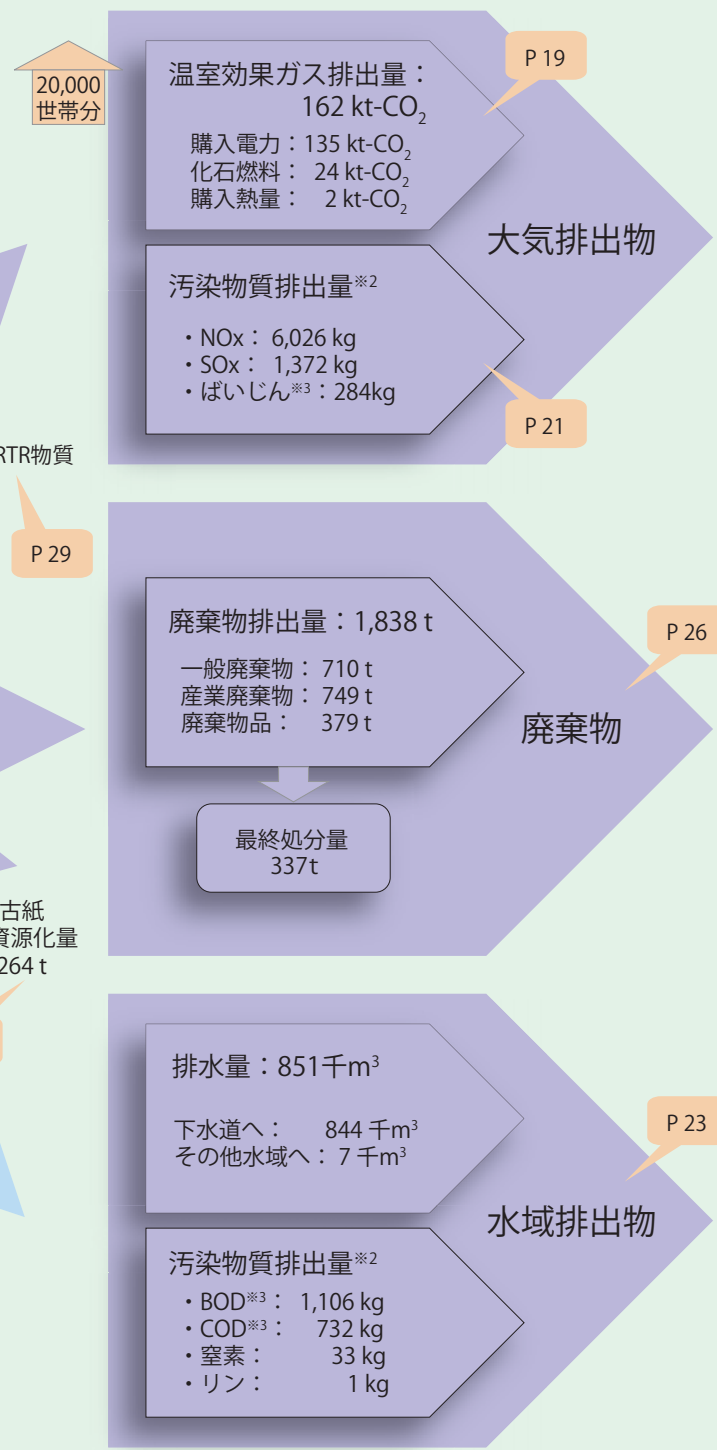 20,000
世帯分
温室効果ガス排出量：
162 kt-CO₂
購入電力：135 kt-CO₂
化石燃料： 24 kt-CO₂
購入熱量： 2 kt-CO₂
P 19
大気排出物
汚染物質排出量※2
・NOx： 6,026 kg
・SOx： 1,372 kg
・ばいじん※3：284kg
P 21
RTR物質
P 29
廃棄物排出量：1,838 t
一般廃棄物： 710 t
産業廃棄物： 749 t
廃棄物品： 379 t
P 26
廃棄物
最終処分量
337t
古紙
資源化量
264 t
排水量：851千m³
下水道へ： 844 千m³
その他水域へ： 7 千m³
P 23
水域排出物
汚染物質排出量※2
・BOD※3： 1,106 kg
・COD※3： 732 kg
・窒素： 33 kg
・リン： 1 kg